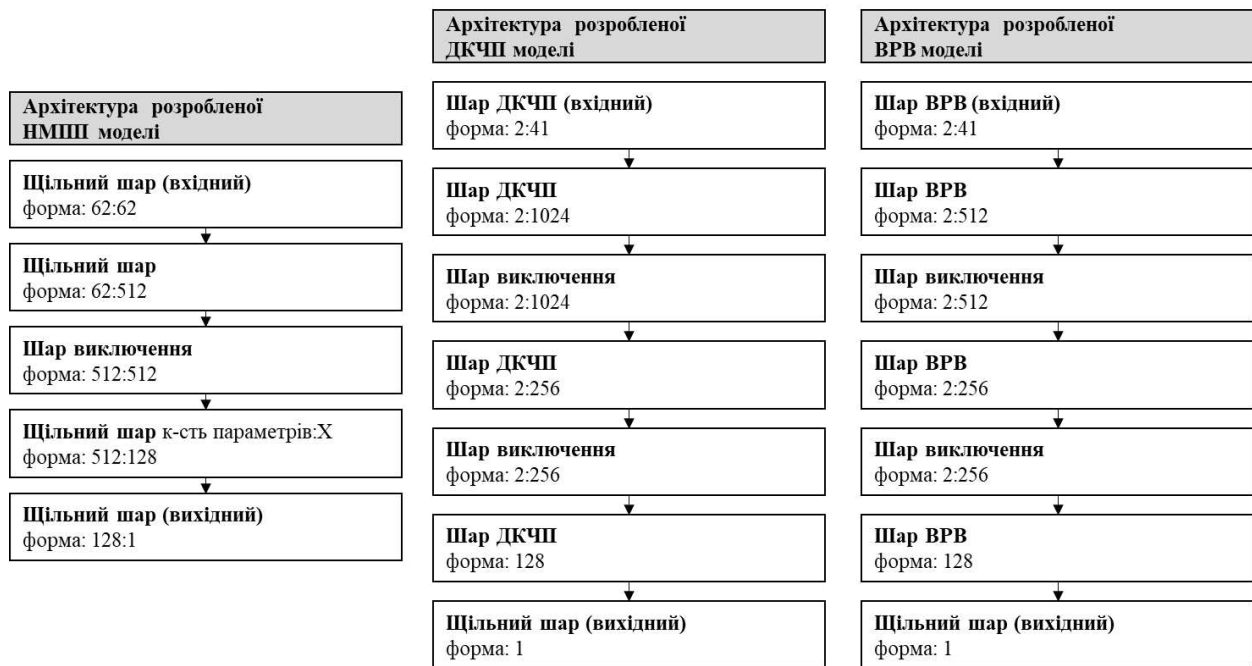 Архітектура розробленої
НМПП моделі
Щільний шар (вхідний)
форма: 62:62
Щільний шар
форма: 62:512
Шар виключення
форма: 512:512
Щільний шар к-сть параметрів:X
форма: 512:128
Щільний шар (вихідний)
форма: 128:1
Архітектура розробленої
ДКЧП моделі
Шар ДКЧП (вхідний)
форма: 2:41
Шар ДКЧП
форма: 2:1024
Шар виключення
форма: 2:1024
Шар ДКЧП
форма: 2:256
Шар виключення
форма: 2:256
Шар ДКЧП
форма: 128
Щільний шар (вихідний)
форма: 1
Архітектура розробленої
ВРВ моделі
Шар ВРВ (вхідний)
форма: 2:41
Шар ВРВ
форма: 2:512
Шар виключення
форма: 2:512
Шар ВРВ
форма: 2:256
Шар виключення
форма: 2:256
Шар ВРВ
форма: 128
Щільний шар (вихідний)
форма: 1